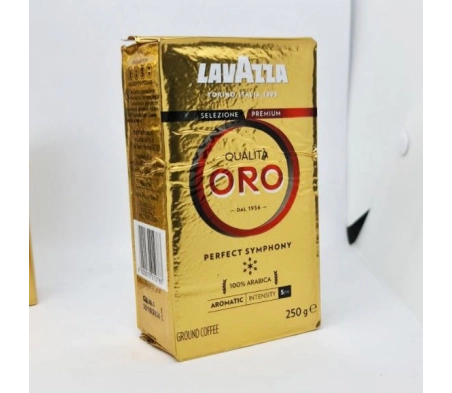 LAVAZZA
TORINO, ITALIA, 1895
SELEZIONE PREMIUM
QUALITÀ
ORO
DAL 1956
PERFECT SYMPHONY
100% ARABICA
AROMATIC INTENSITY 5
250 g e
GROUND COFFEE